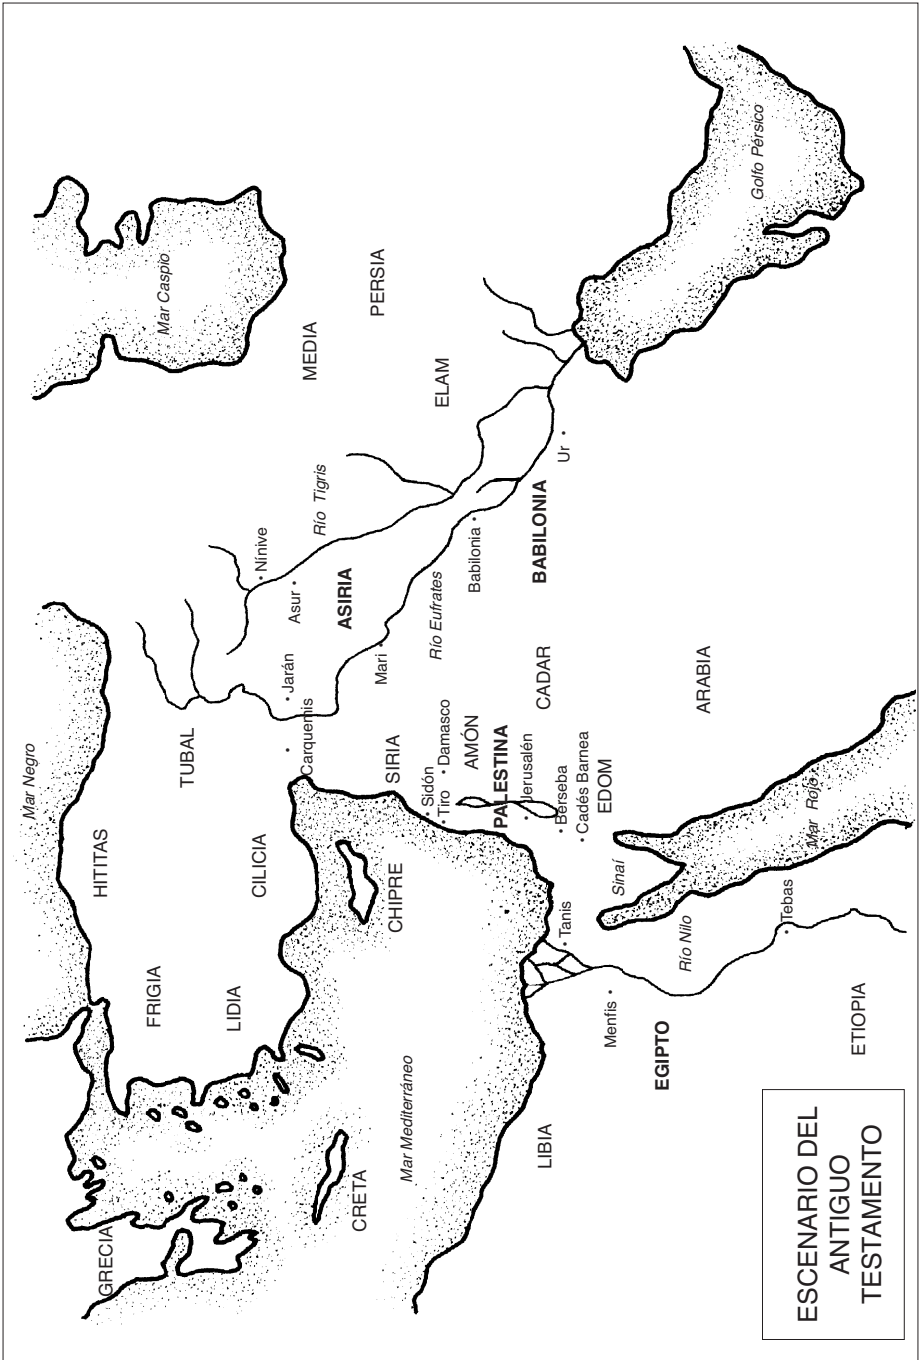 Mar Negro
Mar Caspio
HITITAS
TUBAL
MEDIA
PERSIA
GRECIA
FRIGIA
LIDIA
CILICIA
Carquemis
Jarán
Nínive
Asur
Río Tigris
ASIRIA
ELAM
CRETA
CHIPRE
SIRIA
Mari
Río Eufrates
Mar Mediterráneo
Sidón
Tiro
Damasco
AMÓN
Babilonia
BABILONIA
Ur
Golfo Pérsico
PALESTINA
Jerusalén
CADAR
Berseba
Cadés Barnea
EDOM
LIBIA
Tanis
Sinaí
Menfis
Río Nilo
EGIPTO
ARABIA
Tebas
Mar Rojo
ETIOPIA
ESCENARIO DEL
ANTIGUO
TESTAMENTO